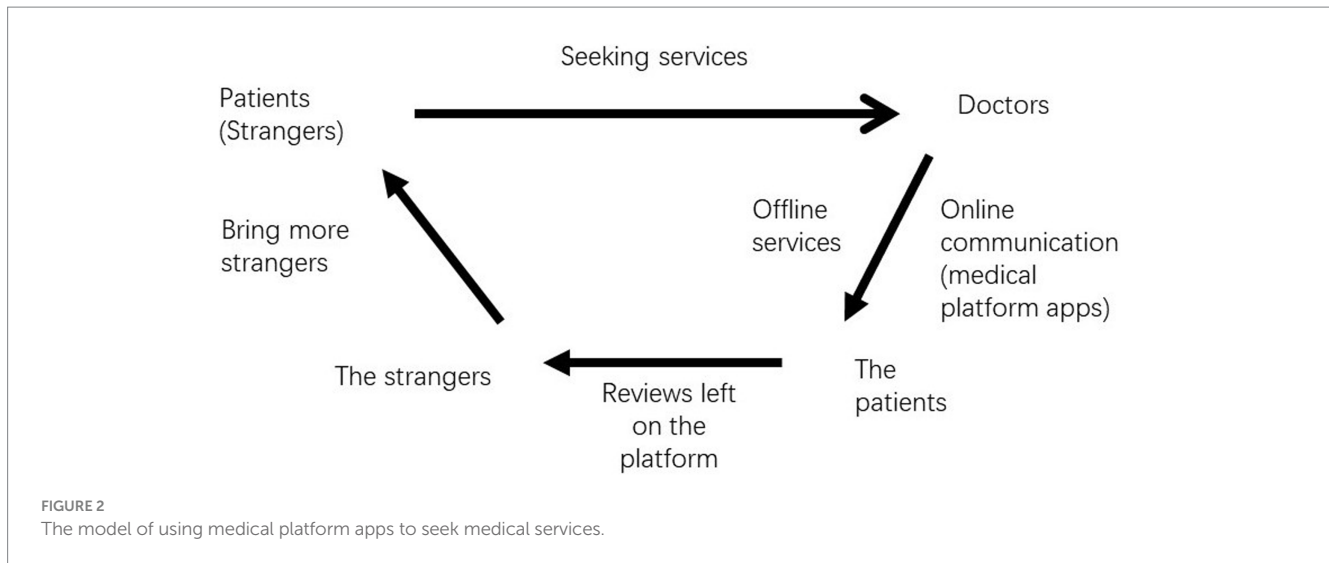 Seeking services
Patients
(Strangers)
Doctors
Offline
services
Online
communication
(medical
platform apps)
Bring more
strangers
The strangers
Reviews left
on the
platform
The
patients
FIGURE 2
The model of using medical platform apps to seek medical services.